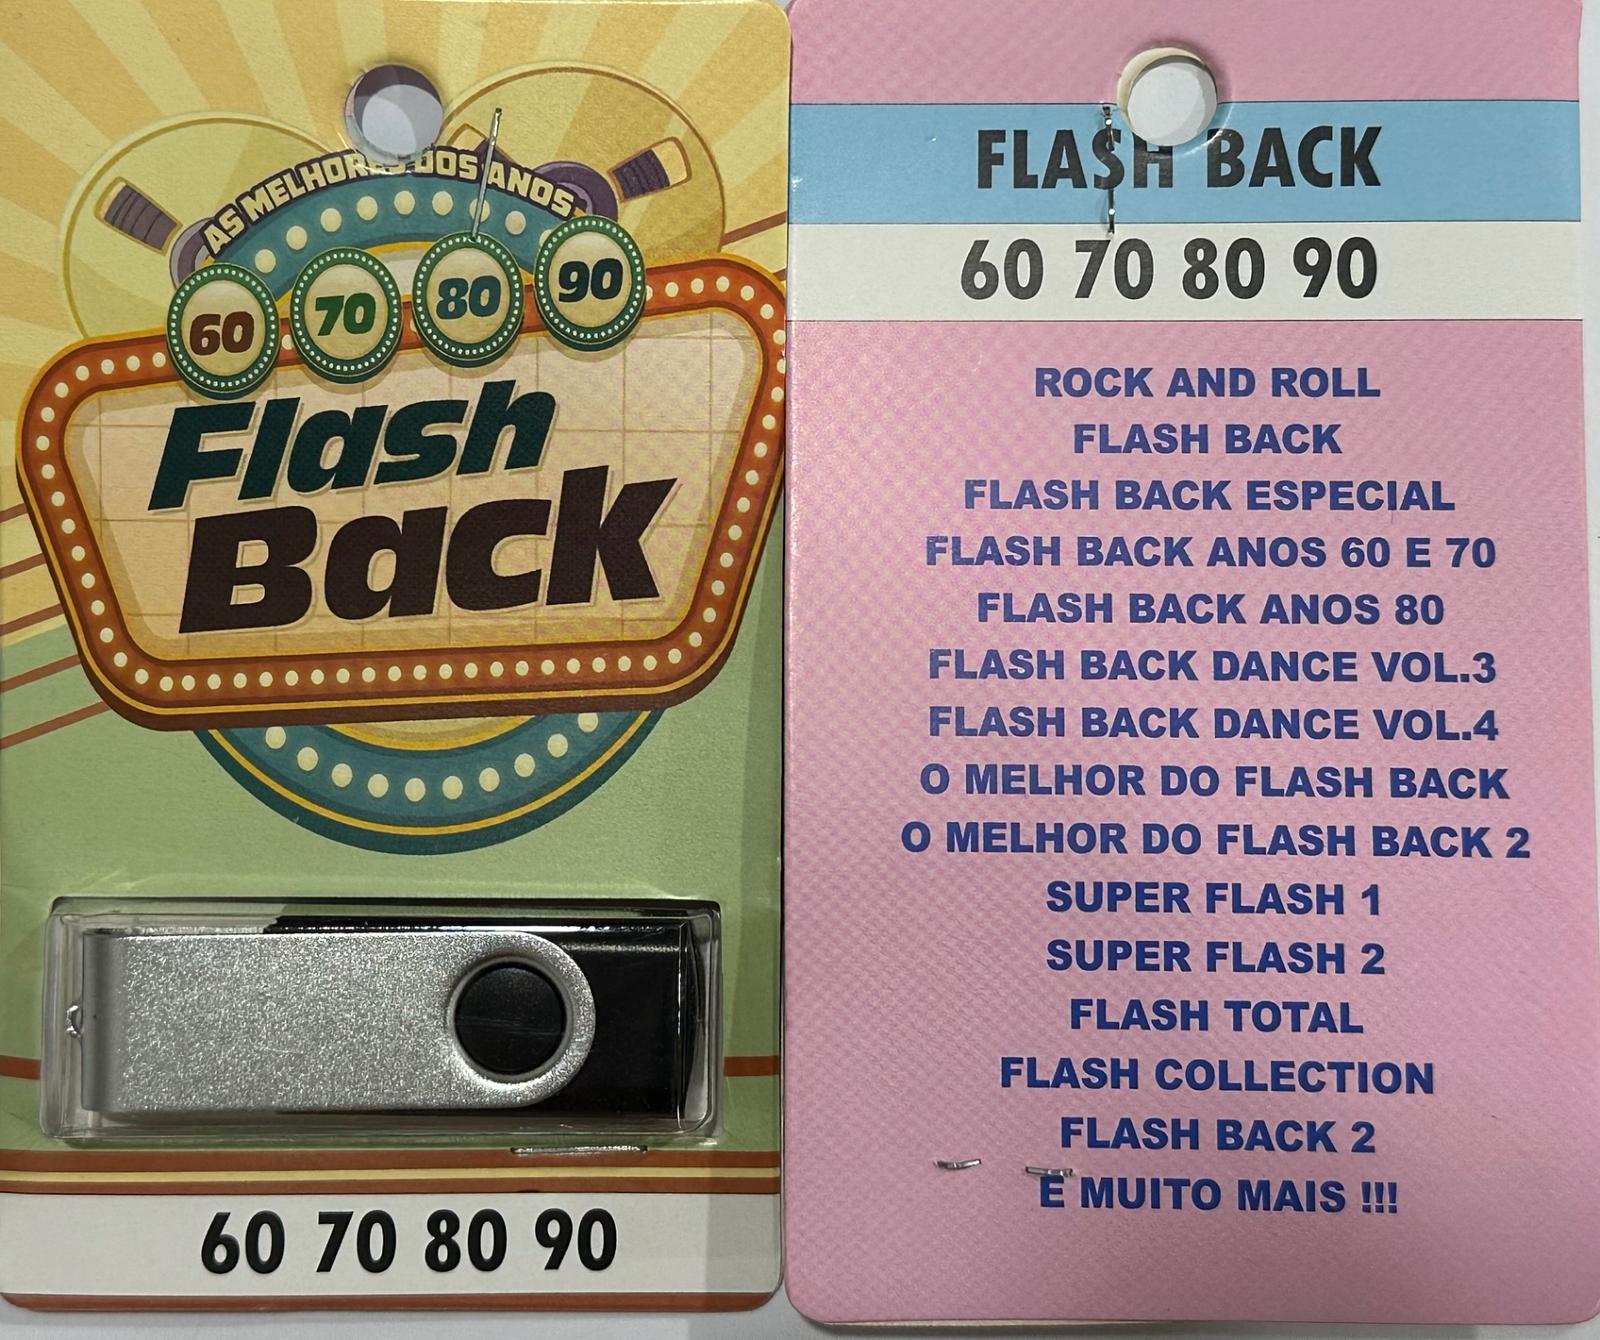 AS MELHORES DOS ANOS
60 70 80 90
Flash
Back
60 70 80 90
FLASH BACK
60 70 80 90
ROCK AND ROLL
FLASH BACK
FLASH BACK ESPECIAL
FLASH BACK ANOS 60 E 70
FLASH BACK ANOS 80
FLASH BACK DANCE VOL.3
FLASH BACK DANCE VOL.4
O MELHOR DO FLASH BACK
O MELHOR DO FLASH BACK 2
SUPER FLASH 1
SUPER FLASH 2
FLASH TOTAL
FLASH COLLECTION
FLASH BACK 2
E MUITO MAIS !!!